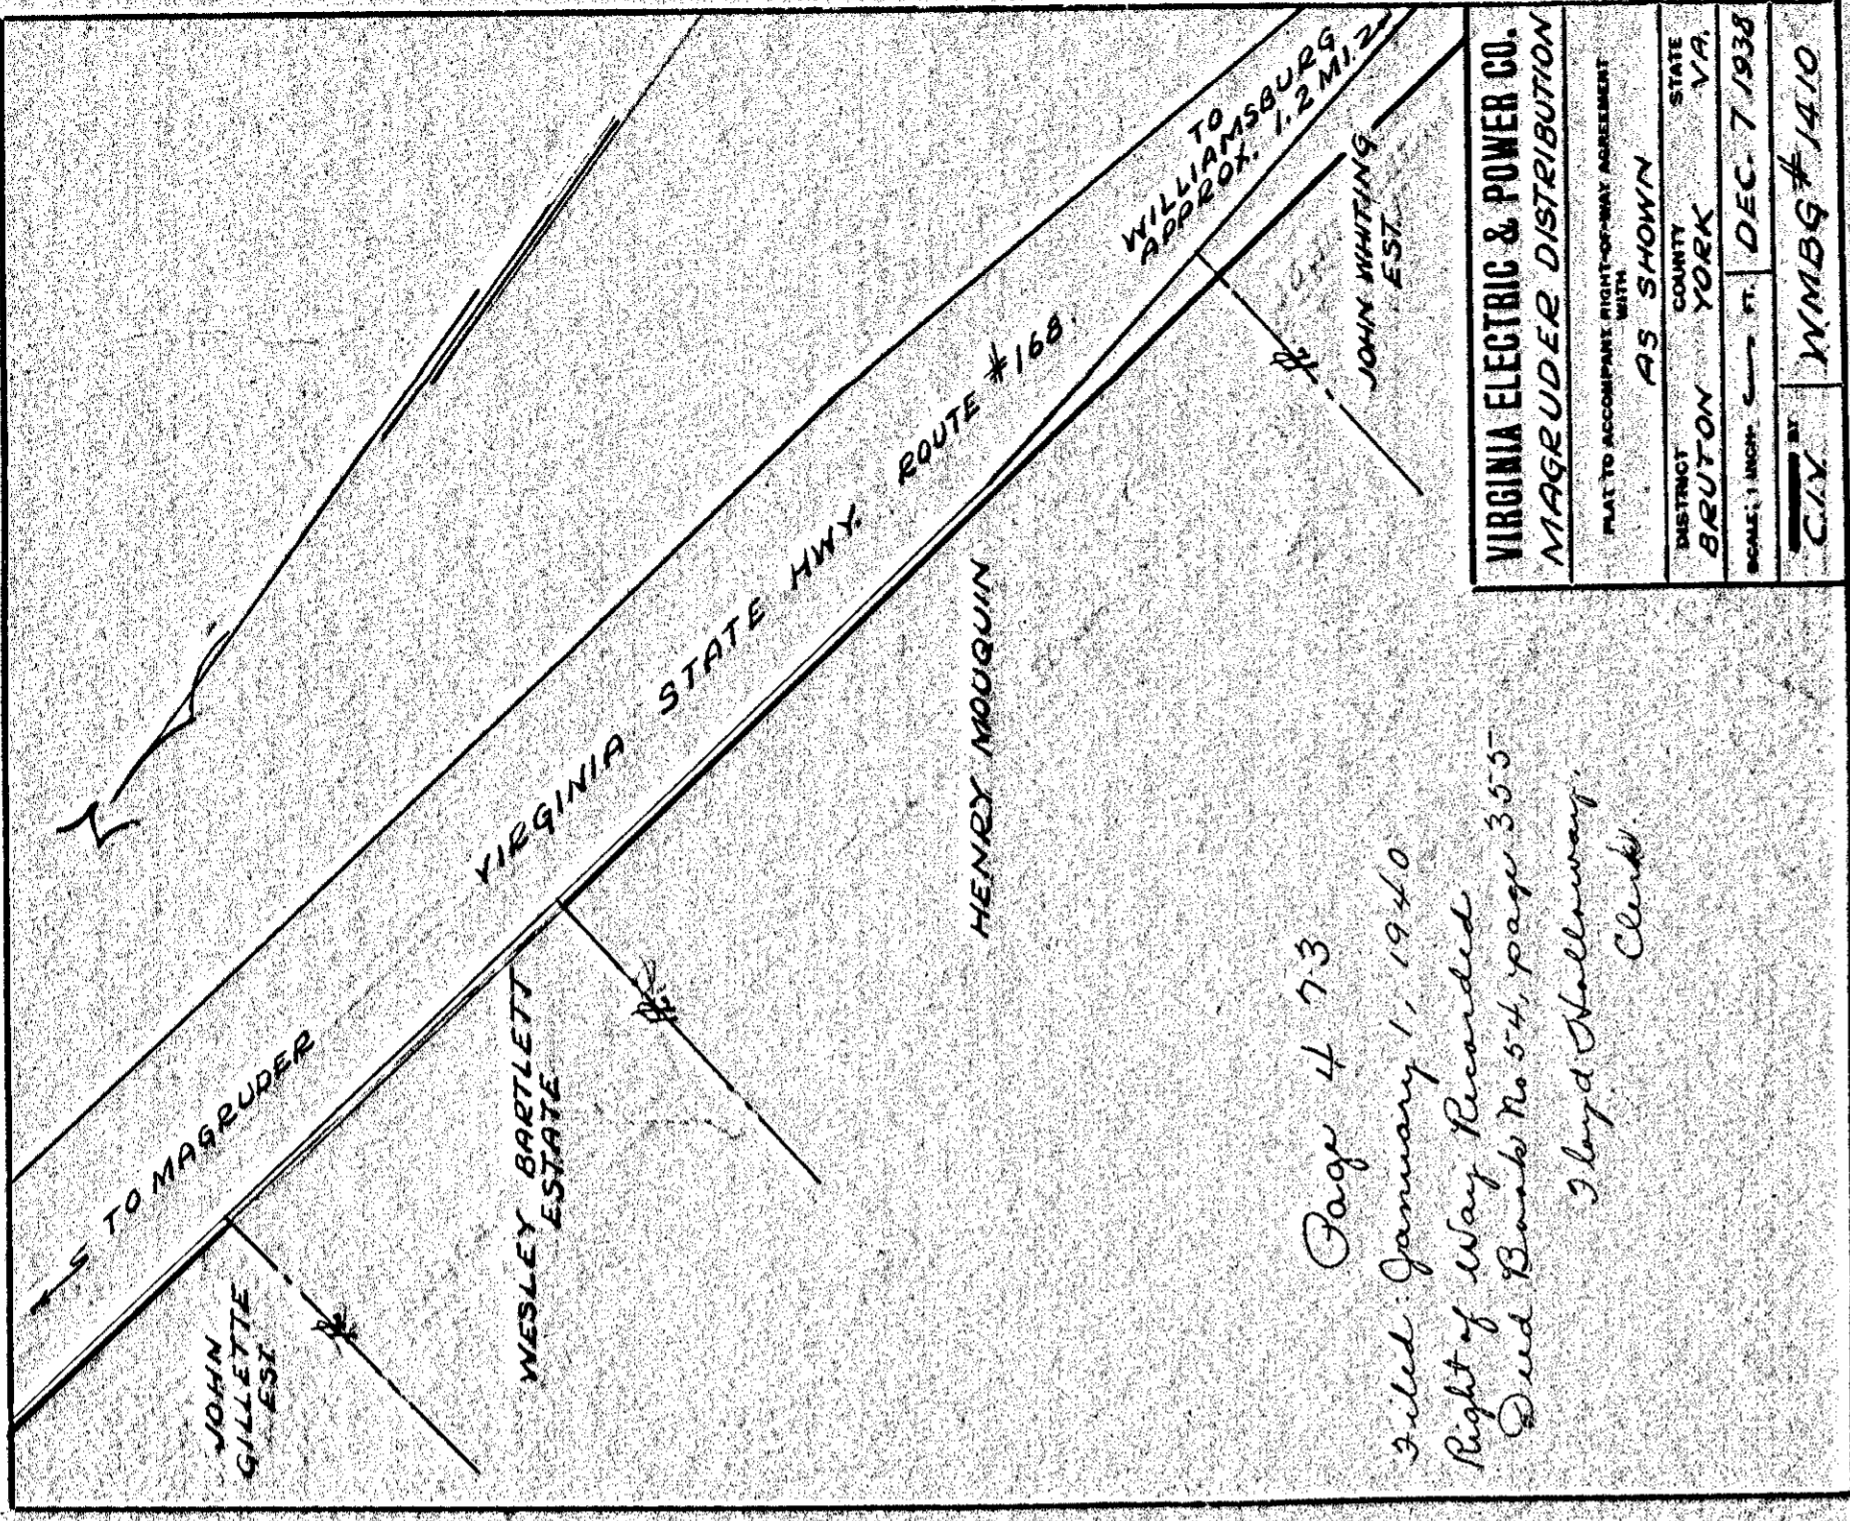 TO MAGRUDER
VIRGINIA STATE HWY. ROUTE #168.
TO
WILLIAMSBURG
APPROX. 1.2 MI.
JOHN
GILLETTE
EST.
WESLEY BARTLETT
ESTATE
HENRY MOUQUIN
JOHN WHITING
EST.
Page 473
Filed: January 1, 1940
Right of Way Recorded
Deed Book No 54, page 355
Floyd Holloway,
Clerk.
VIRGINIA ELECTRIC & POWER CO.
MAGRUDER DISTRIBUTION
PLAT TO ACCOMPANY RIGHT-OF-WAY AGREEMENT
WITH
AS SHOWN
DISTRICT COUNTY STATE
BRUTON YORK VA.
SCALE: 1 INCH FT. DEC. 7 1938
BY
C.I.V. WMBG #1410